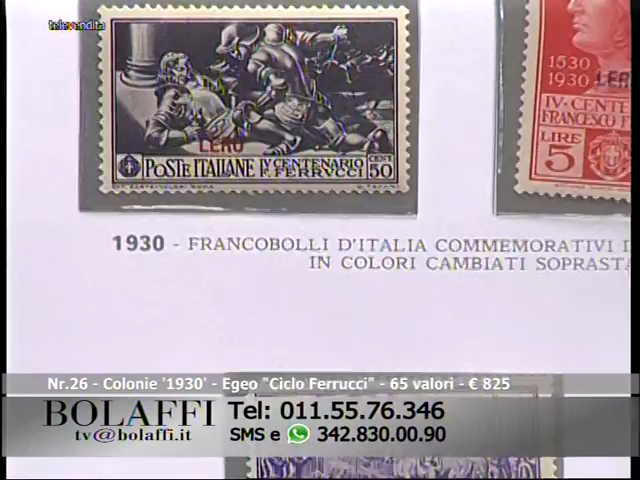 televendita
1530
1930 LERO
IV·CENTE
FRANCESCO F
LIRE
5
LERO
POSTE ITALIANE IV CENTENARIO F. FERRVCCI CENT 50
1930 - FRANCOBOLLI D'ITALIA COMMEMORATIVI
IN COLORI CAMBIATI SOPRASTA
Nr.26 - Colonie '1930' - Egeo "Ciclo Ferrucci" - 65 valori - € 825
BOLAFFI
tv@bolaffi.it
Tel: 011.55.76.346
SMS e 342.830.00.90